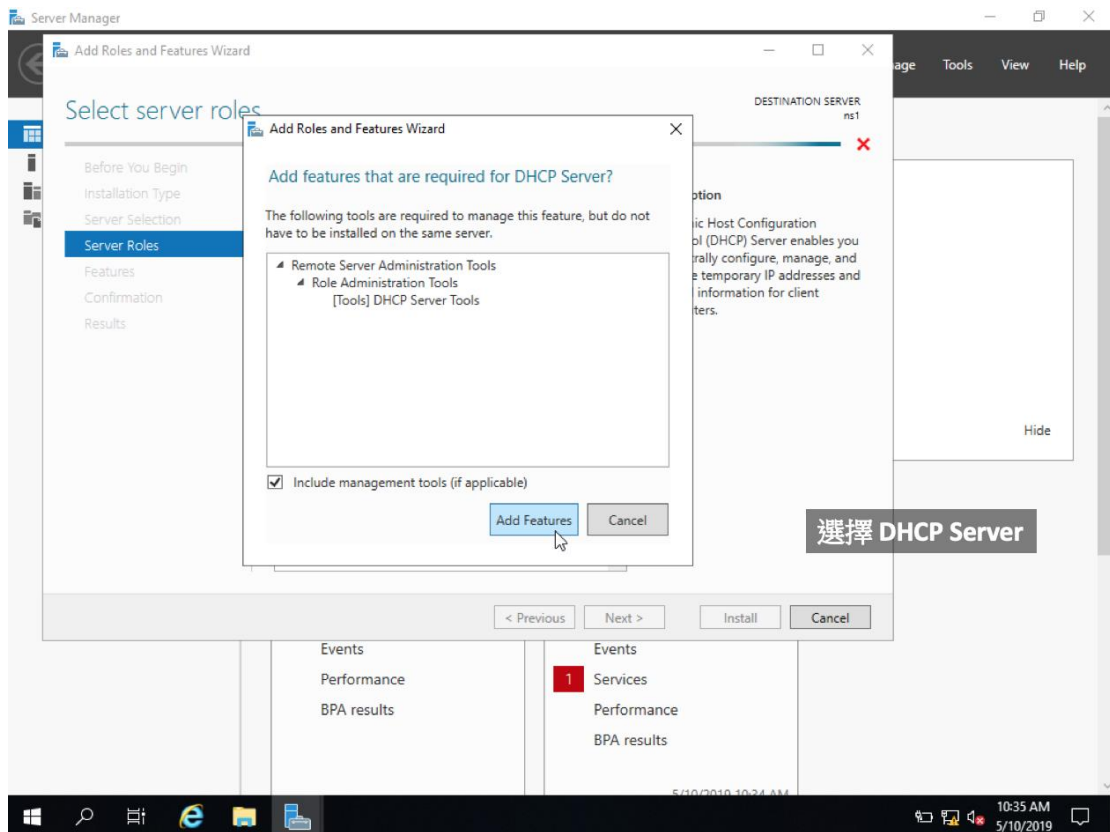 Server Manager
Add Roles and Features Wizard
Tools
View
Help
Select server roles
DESTINATION SERVER
ns1
Add Roles and Features Wizard
Before You Begin
Installation Type
Server Selection
Server Roles
Features
Confirmation
Results
Add features that are required for DHCP Server?
The following tools are required to manage this feature, but do not
have to be installed on the same server.
Remote Server Administration Tools
Role Administration Tools
[Tools] DHCP Server Tools
Include management tools (if applicable)
Add Features
Cancel
Host Configuration
(DHCP) Server enables you
configure, manage, and
temporary IP addresses and
information for client
Hide
選擇 DHCP Server
< Previous
Next >
Install
Cancel
Events
Performance
BPA results
Events
1 Services
Performance
BPA results
5/10/2019 10:34 AM
10:35 AM
5/10/2019